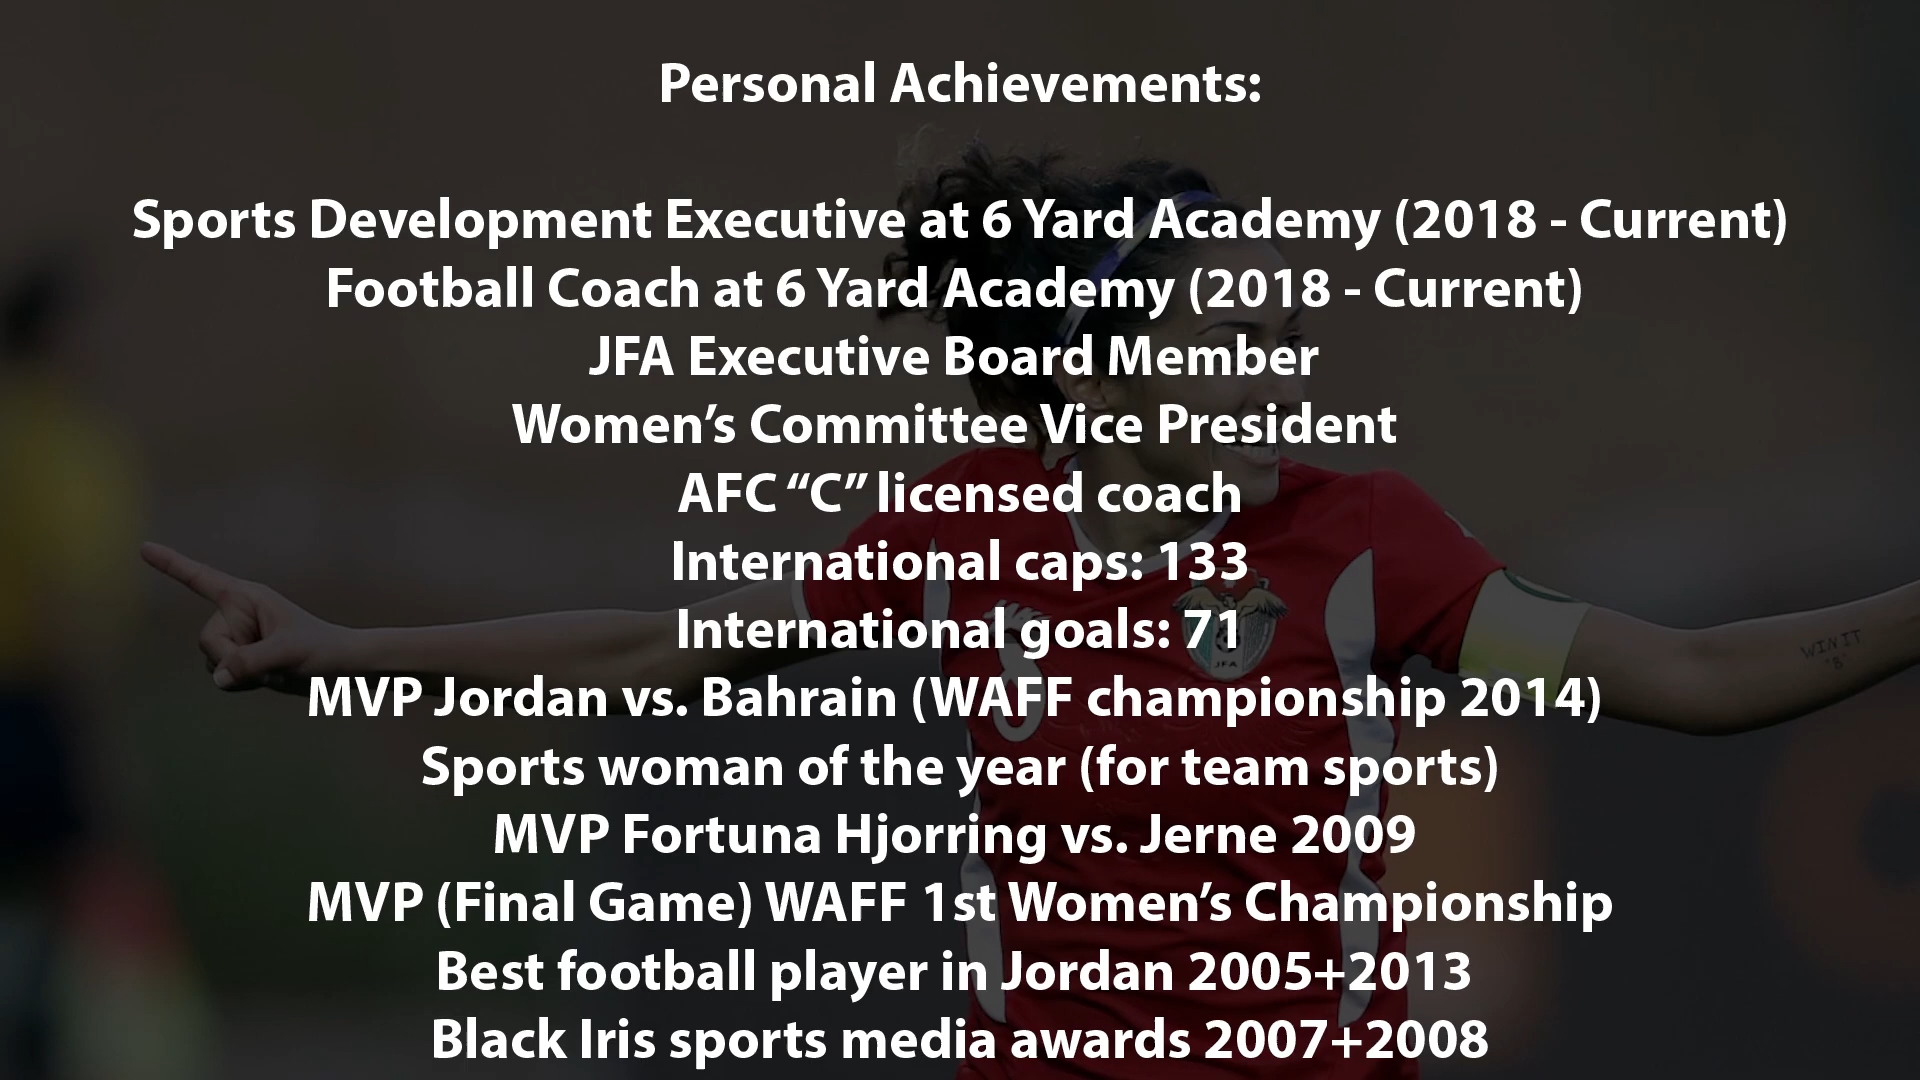 Personal Achievements:
Sports Development Executive at 6 Yard Academy (2018 - Current)
Football Coach at 6 Yard Academy (2018 - Current)
JFA Executive Board Member
Women’s Committee Vice President
AFC “C” licensed coach
International caps: 133
International goals: 71
MVP Jordan vs. Bahrain (WAFF championship 2014)
Sports woman of the year (for team sports)
MVP Fortuna Hjorring vs. Jerne 2009
MVP (Final Game) WAFF 1st Women’s Championship
Best football player in Jordan 2005+2013
Black Iris sports media awards 2007+2008
JFA
WIN IT
"8"